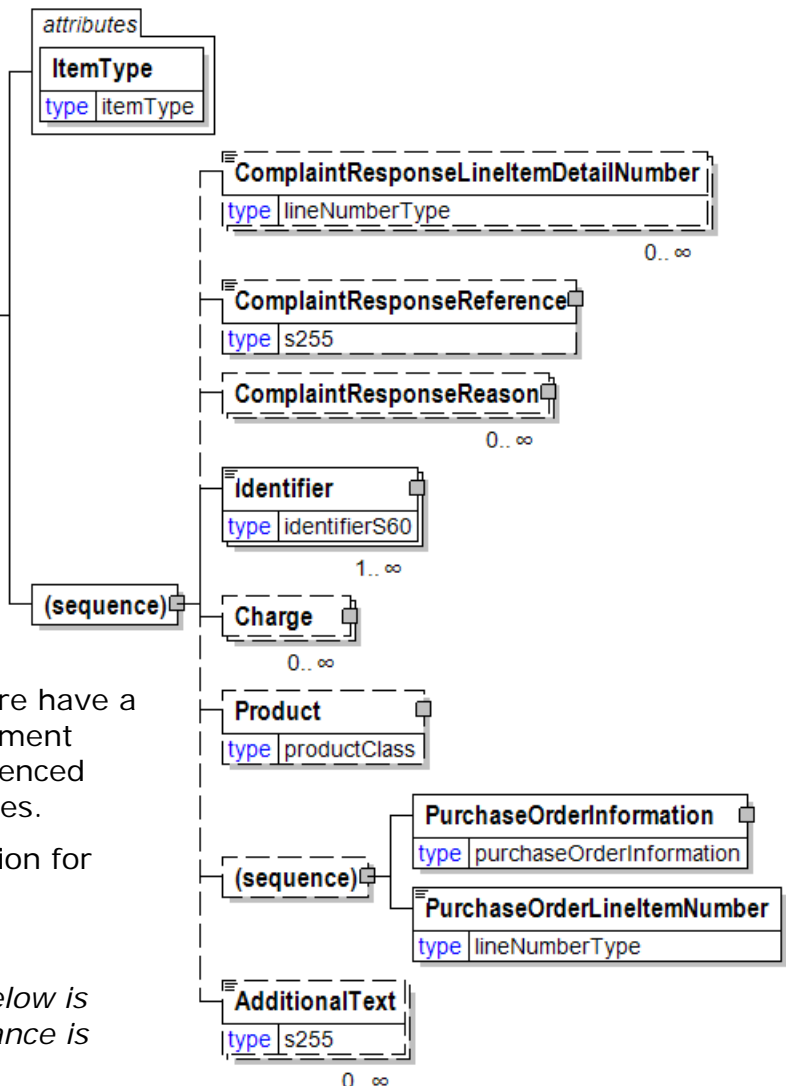 attributes
ItemType
type itemType
ComplaintResponseLineItemDetailNumber
type lineNumberType
0.. ∞
ComplaintResponseReference
type s255
ComplaintResponseReason
0.. ∞
Identifier
type identifierS60
1.. ∞
(sequence)
Charge
0.. ∞
re have a
ment
enced
es.
Product
type productClass
ion for
(sequence)
PurchaseOrderInformation
type purchaseOrderInformation
PurchaseOrderLineItemNumber
type lineNumberType
elow is
ance is
AdditionalText
type s255
0.. ∞